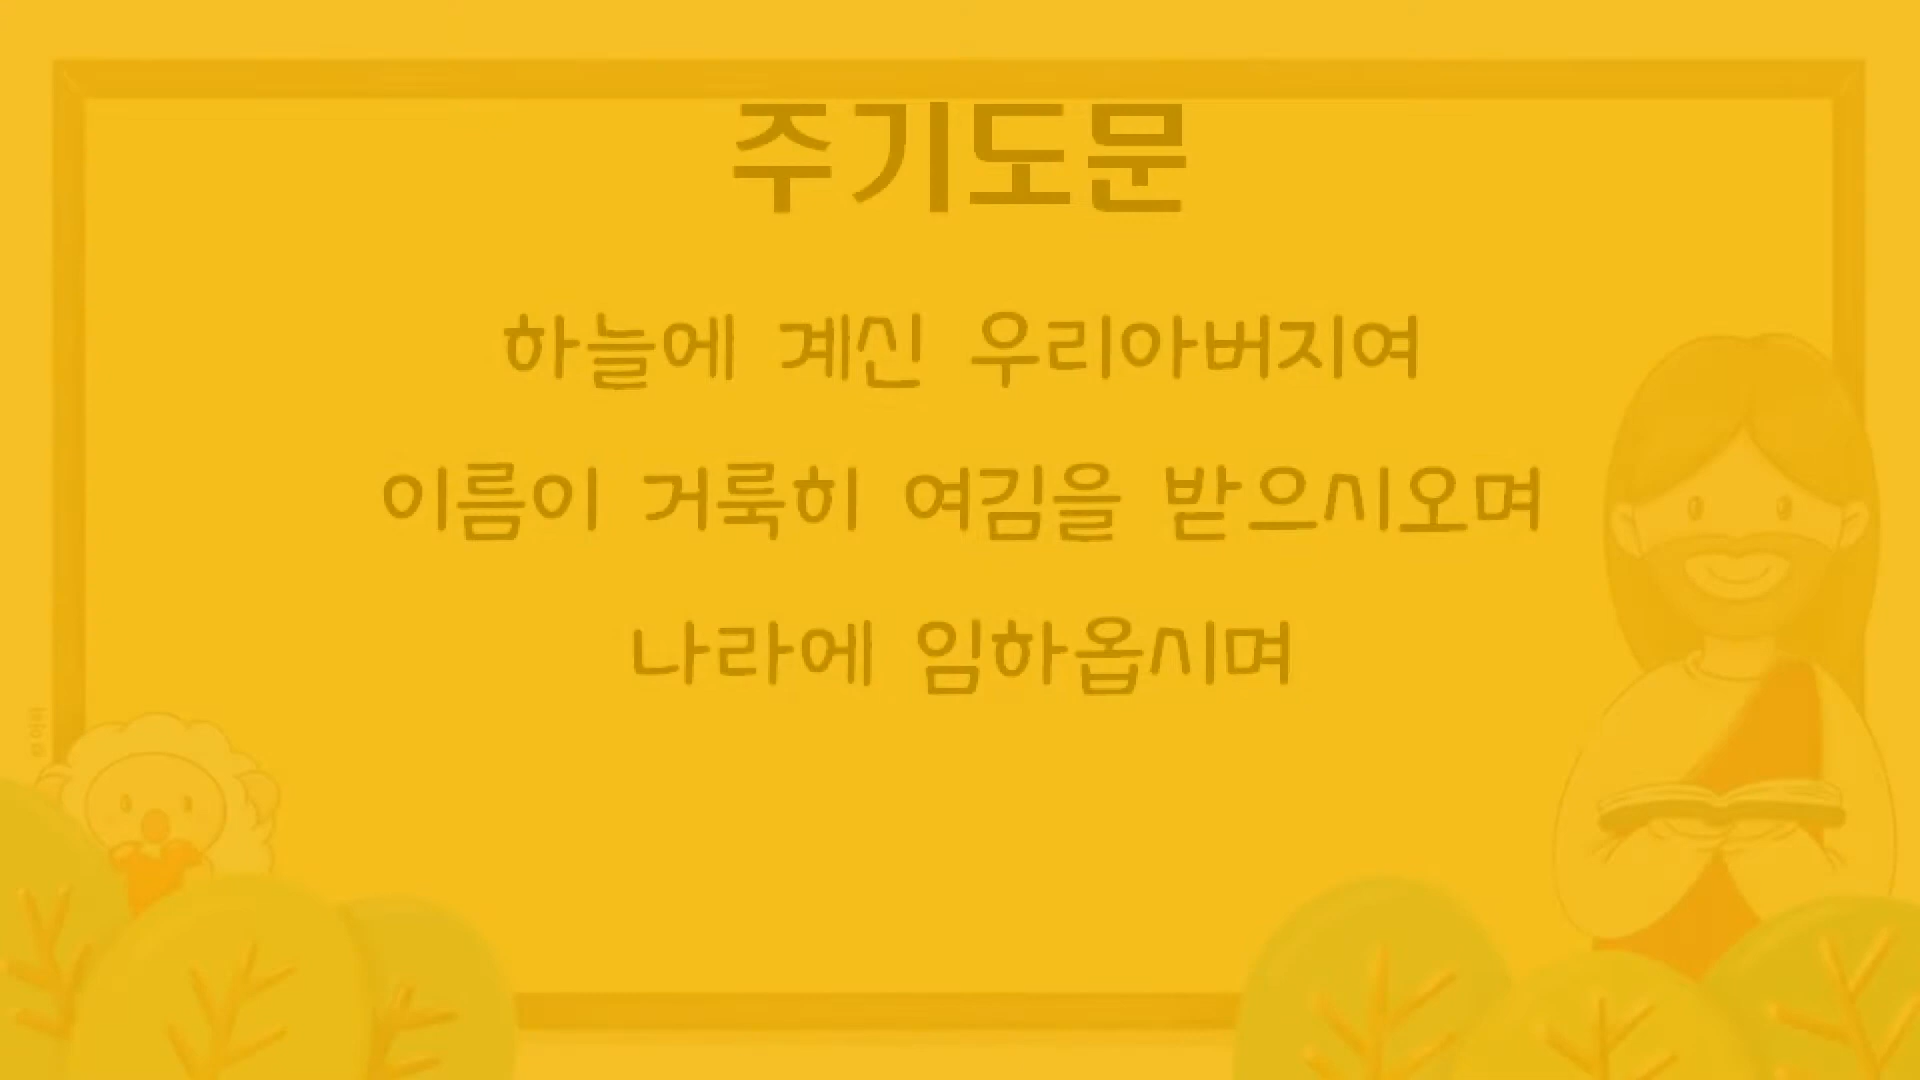 주기도문
하늘에 계신 우리아버지여
이름이 거룩히 여김을 받으시오며
나라에 임하옵시며